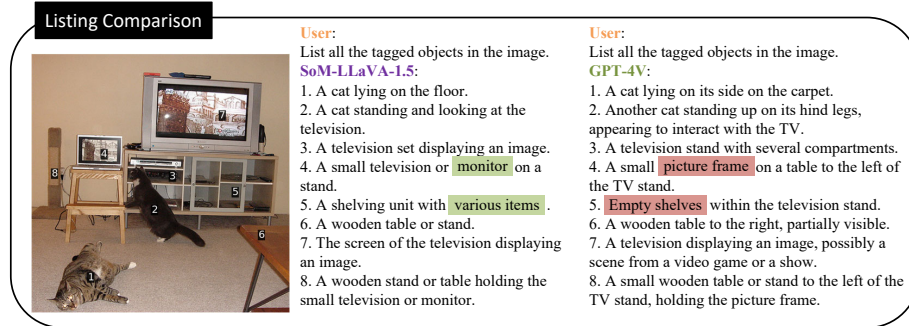 Listing Comparison
User:
List all the tagged objects in the image.
SoM-LLaVA-1.5:
1. A cat lying on the floor.
2. A cat standing and looking at the
television.
3. A television set displaying an image.
4. A small television or monitor on a
stand.
5. A shelving unit with various items .
6. A wooden table or stand.
7. The screen of the television displaying
an image.
8. A wooden stand or table holding the
small television or monitor.
User:
List all the tagged objects in the image.
GPT-4V:
1. A cat lying on its side on the carpet.
2. Another cat standing up on its hind legs,
appearing to interact with the TV.
3. A television stand with several compartments.
4. A small picture frame on a table to the left of
the TV stand.
5. Empty shelves within the television stand.
6. A wooden table to the right, partially visible.
7. A television displaying an image, possibly a
scene from a video game or a show.
8. A small wooden table or stand to the left of the
TV stand, holding the picture frame.
7
4
3
8
5
2
6
1